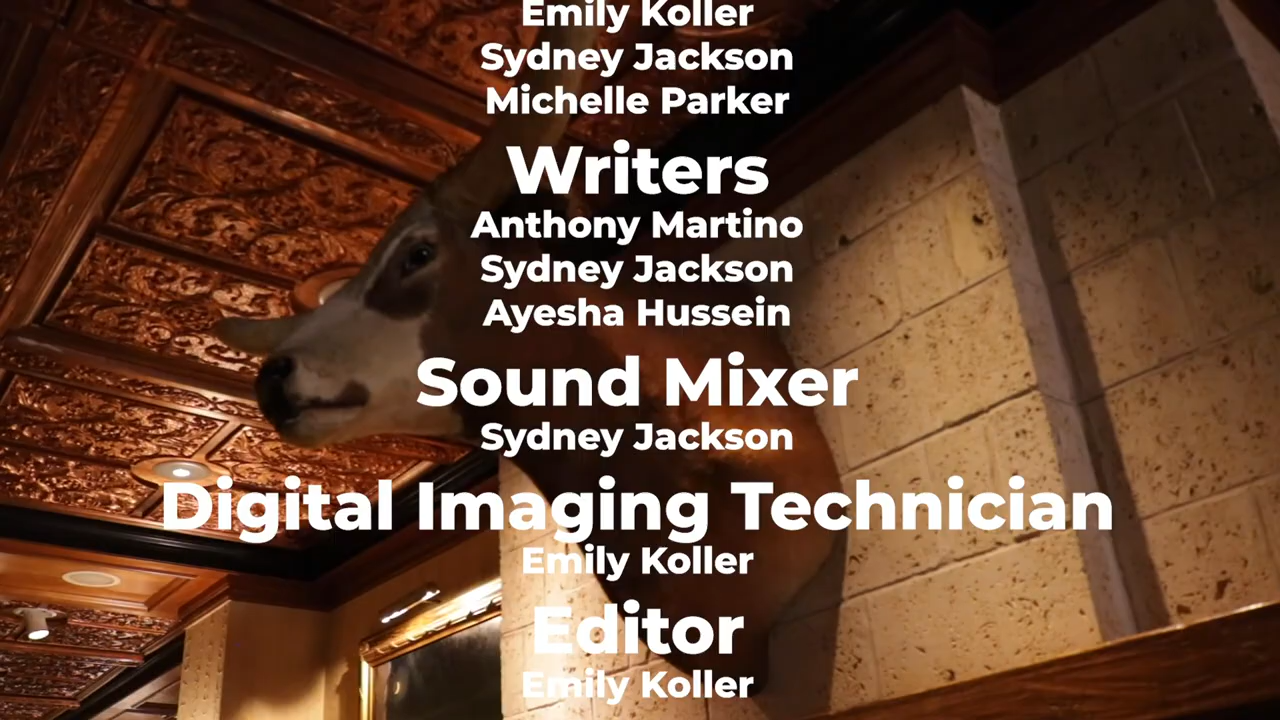 Emily Koller
Sydney Jackson
Michelle Parker
Writers
Anthony Martino
Sydney Jackson
Ayesha Hussein
Sound Mixer
Sydney Jackson
Digital Imaging Technician
Emily Koller
Editor
Emily Koller